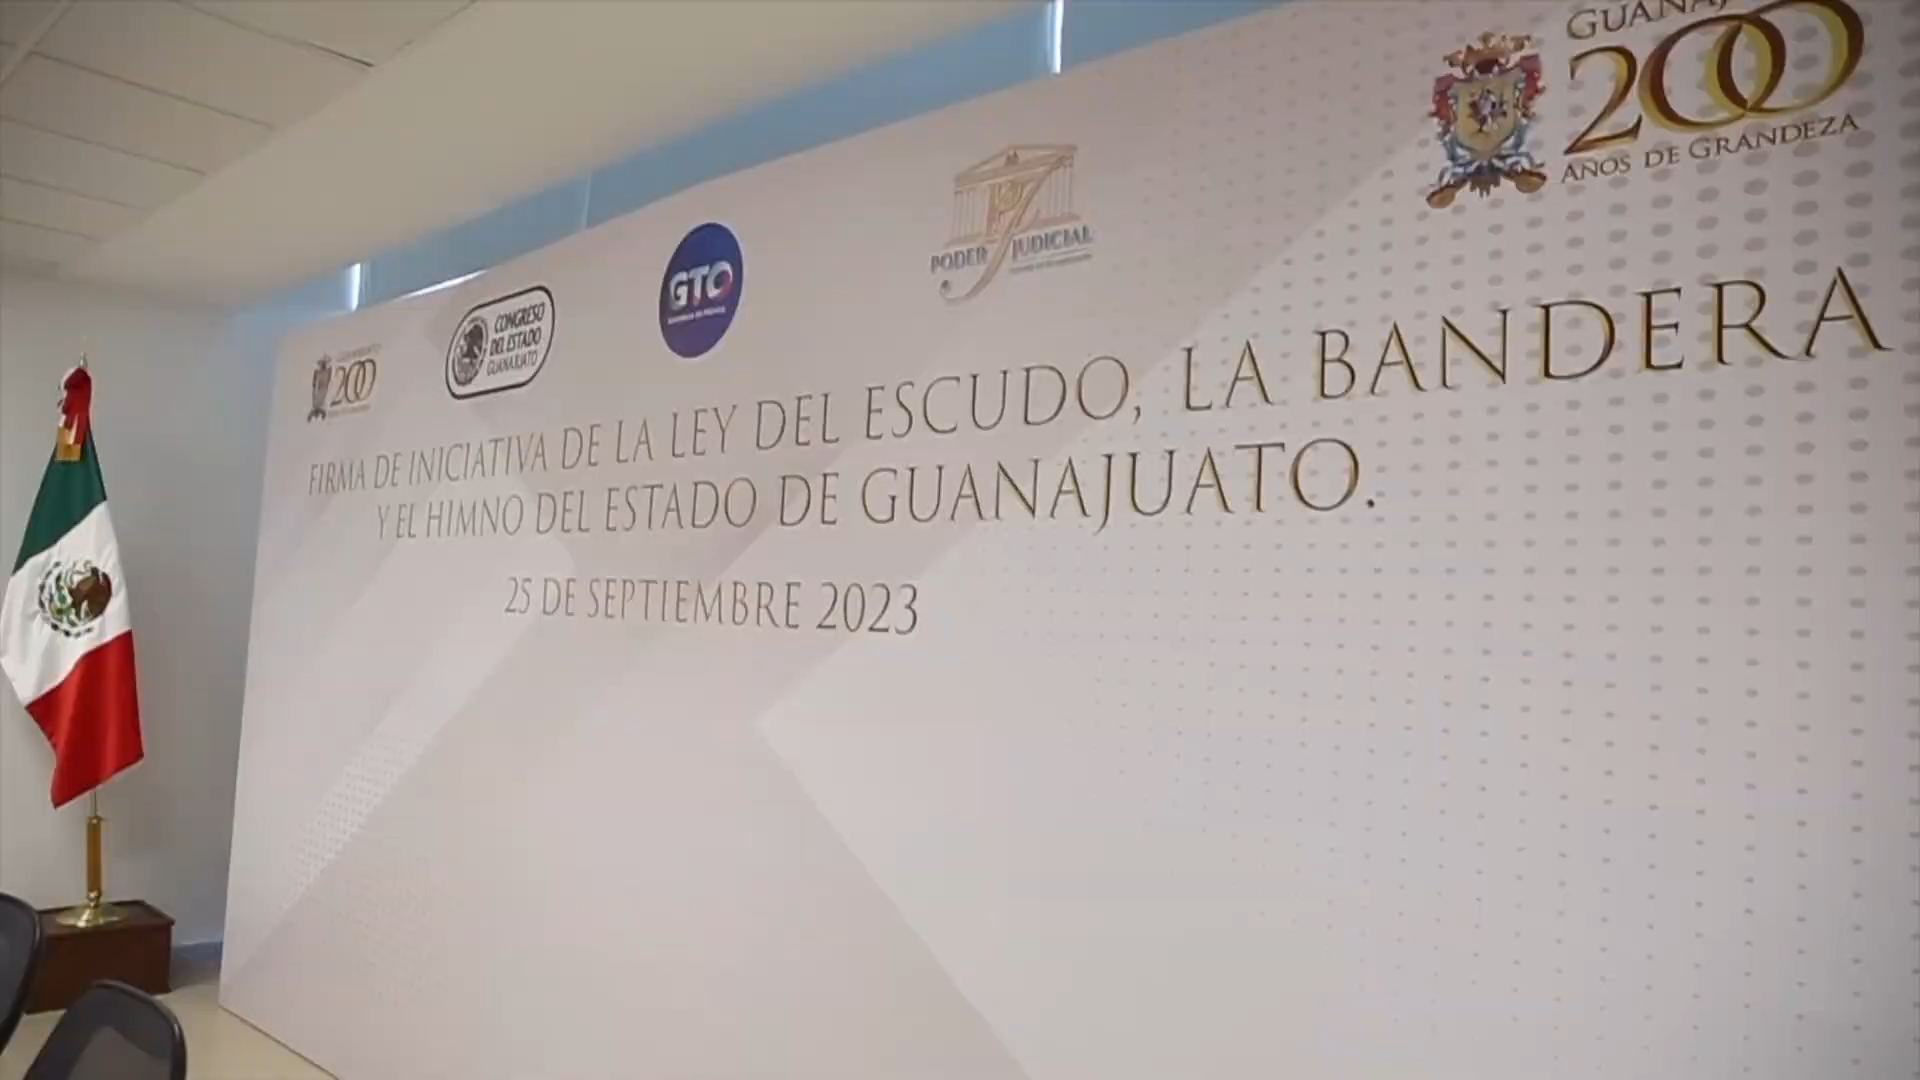 GUANAJ
200
AÑOS DE GRANDEZA
PODER JUDICIAL
GTO
CONGRESO
DEL ESTADO
GUANAJUATO
200
FIRMA DE INICIATIVA DE LA LEY DEL ESCUDO, LA BANDERA
Y EL HIMNO DEL ESTADO DE GUANAJUATO.
25 DE SEPTIEMBRE 2023